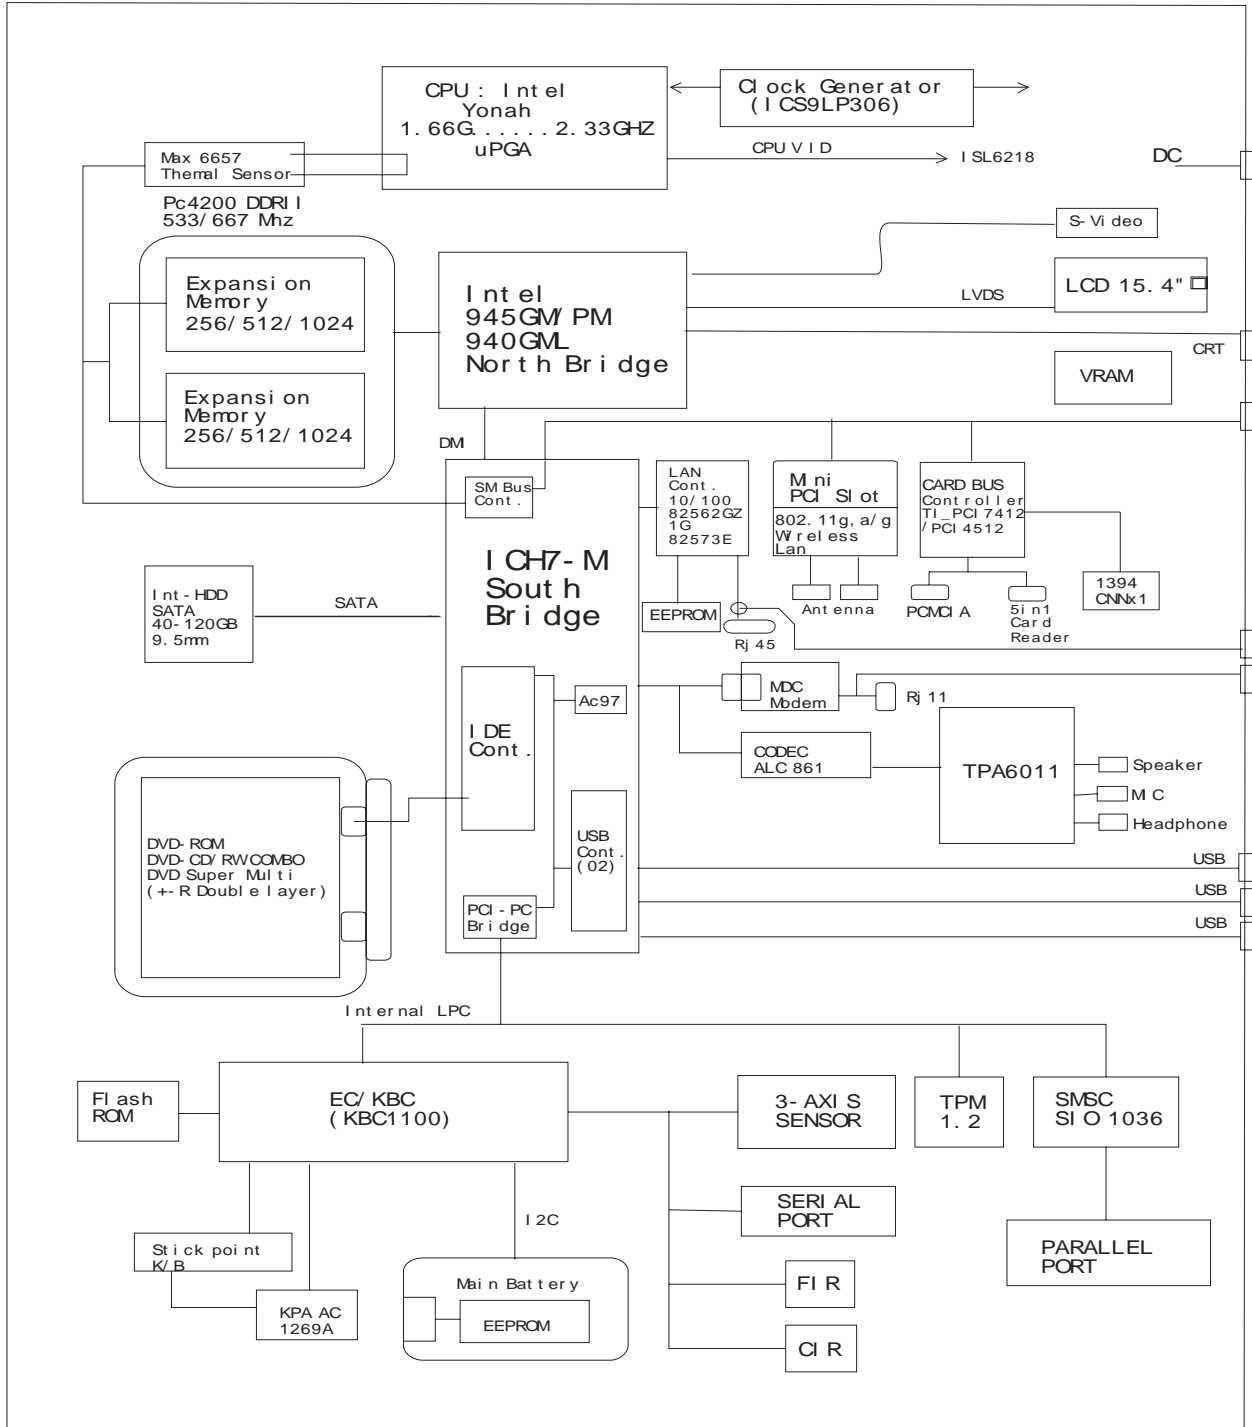 CPU: Intel
Yonah
1.66G......2.33GHZ
uPGA
Clock Generator
(ICS9LP306)
CPU VID
ISL6218
DC
Max 6657
Themal Sensor
Pc4200 DDRII
533/667 Mhz
S-Video
Expansion
Memory
256/512/1024
Intel
945GM/PM
940GML
North Bridge
LVDS
LCD 15.4"
CRT
VRAM
Expansion
Memory
256/512/1024
DMI
SM Bus
Cont.
LAN
Cont.
10/100
82562GZ
1G
82573E
Mini
PCI Slot
802.11g,a/g
Wireless
Lan
CARD BUS
Controller
TI_PCI7412
/PCI4512
ICH7-M
South
Bridge
Int-HDD
SATA
40-120GB
9.5mm
SATA
EEPROM
Rj45
Antenna
PCMCIA
5in1
Card
Reader
1394
CNNx1
IDE
Cont.
Ac97
MDC
Modem
Rj11
CODEC
ALC 861
TPA6011
Speaker
MIC
Headphone
DVD-ROM
DVD-CD/RW COMBO
DVD Super Multi
(+-R Double layer)
USB
Cont.
(02)
USB
USB
USB
PCI-PC
Bridge
Internal LPC
Flash
ROM
EC/KBC
(KBC1100)
3-AXIS
SENSOR
TPM
1.2
SMSC
SIO1036
I2C
SERIAL
PORT
Stick point
K/B
PARALLEL
PORT
Main Battery
EEPROM
FIR
KPA AC
1269A
CIR